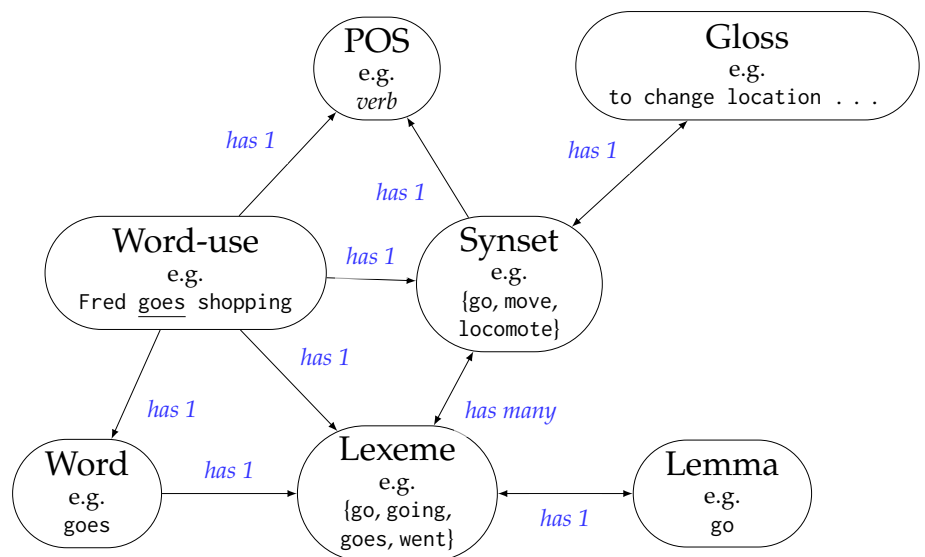 POS
e.g.
verb
Gloss
e.g.
to change location . . .
has 1
has 1
has 1
Word-use
e.g.
Fred goes shopping
has 1
Synset
e.g.
{go, move,
locomote}
has 1
has 1
has many
Word
e.g.
goes
has 1
Lexeme
e.g.
{go, going,
goes, went}
has 1
Lemma
e.g.
go